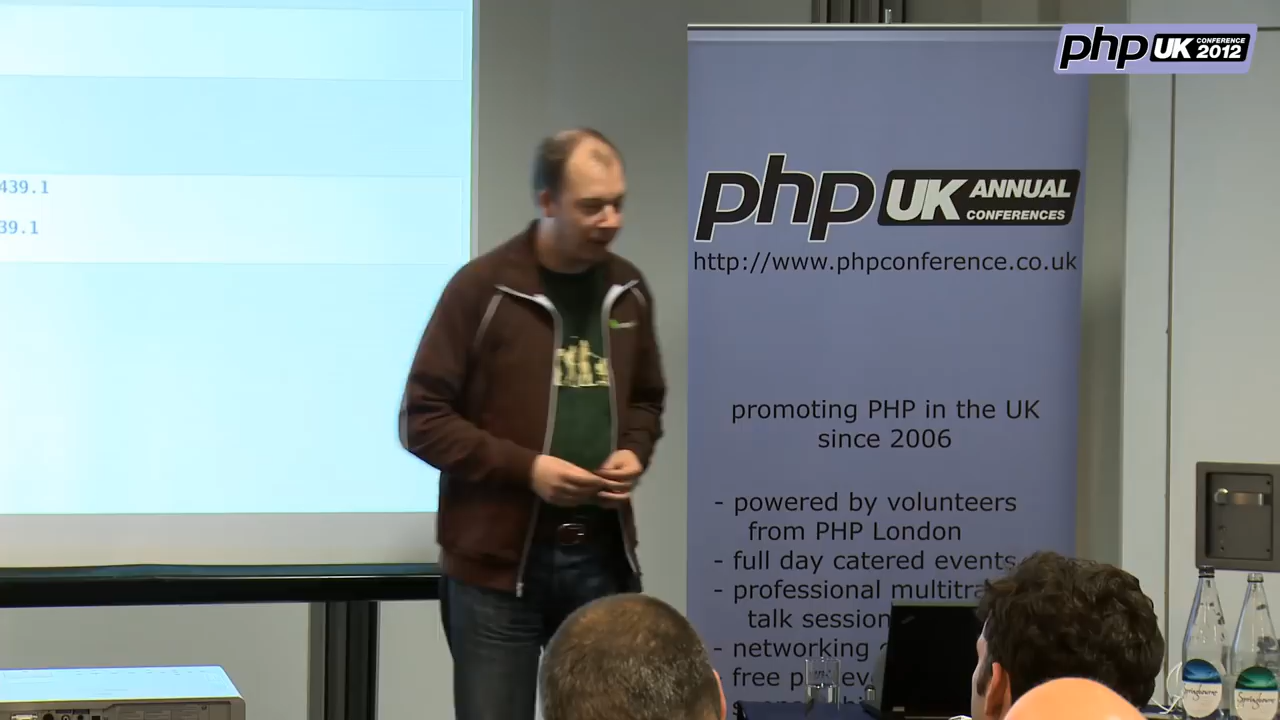 php UK CONFERENCE 2012
439.1
39.1
php UK ANNUAL CONFERENCES
http://www.phpconference.co.uk
promoting PHP in the UK
since 2006
- powered by volunteers
from PHP London
- full day catered events
- professional
talk session
- networking
- free
Springbourne